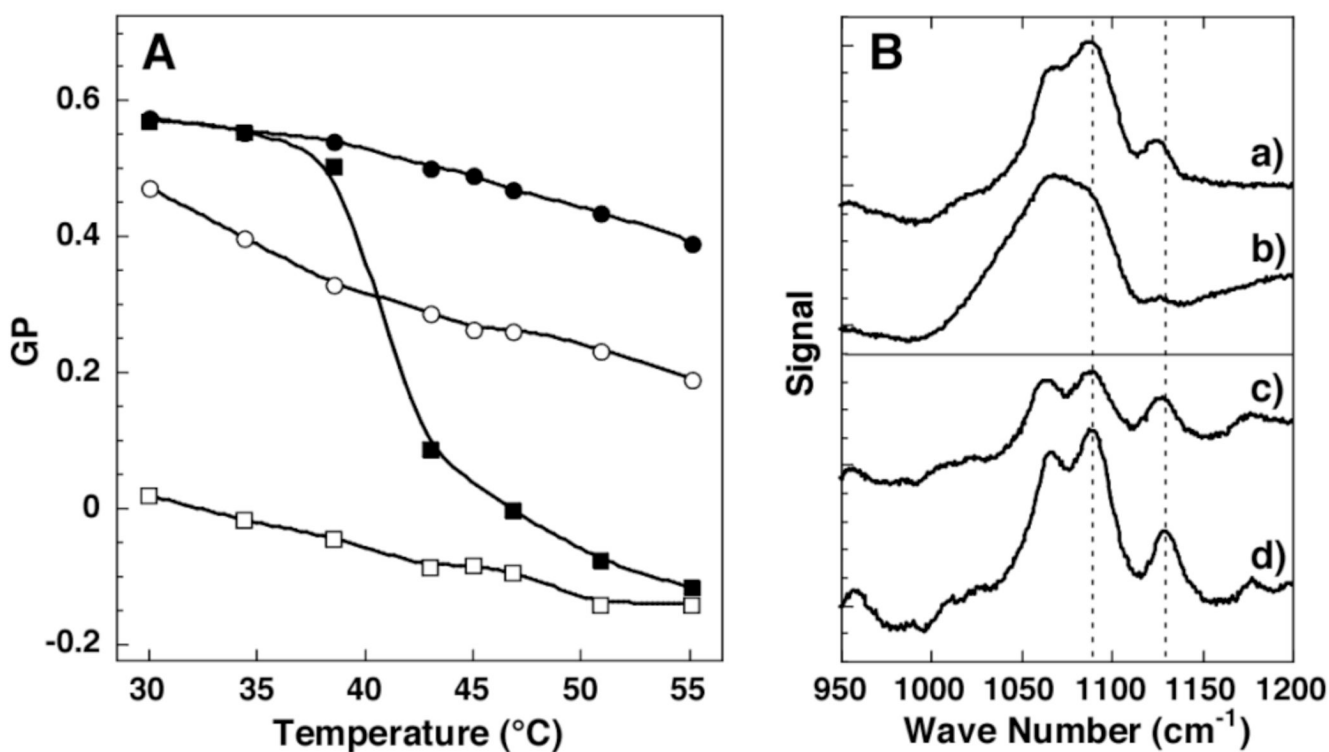 A
0.6
0.4
0.2
0
-0.2
GP
30 35 40 45 50 55
Temperature (°C)
B
a)
b)
c)
d)
Signal
950 1000 1050 1100 1150 1200
Wave Number (cm⁻¹)